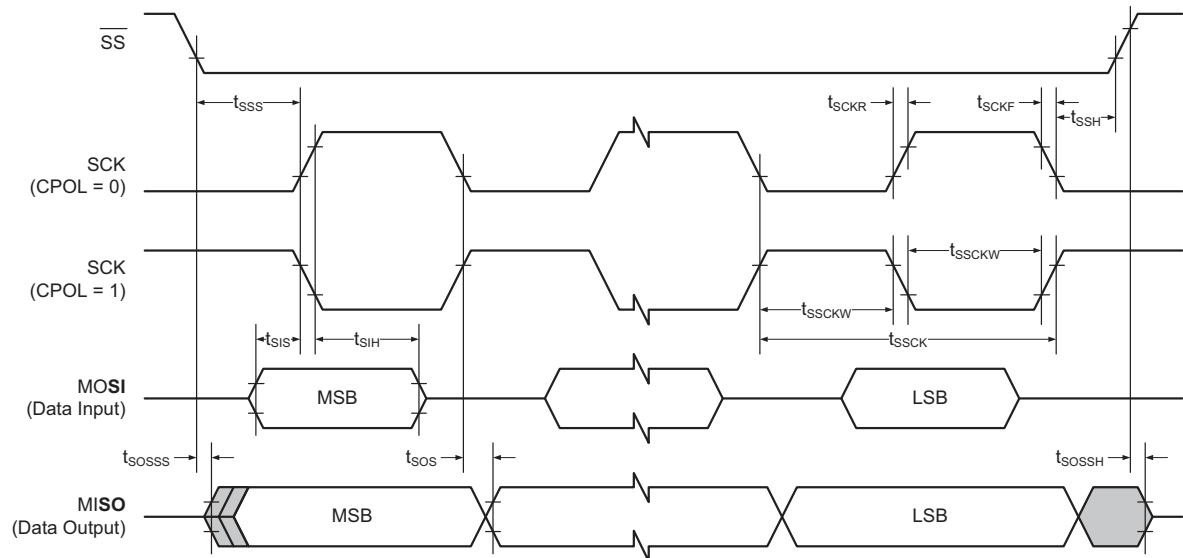 SS
tSSS
tSCKR
tSCKF
tSSH
SCK
(CPOL = 0)
SCK
(CPOL = 1)
tSSCKW
tSSCKW
tSIS
tSIH
tSSCK
MOSI
(Data Input)
MSB
LSB
tSOSSS
tSOS
tSOSSH
MISO
(Data Output)
MSB
LSB